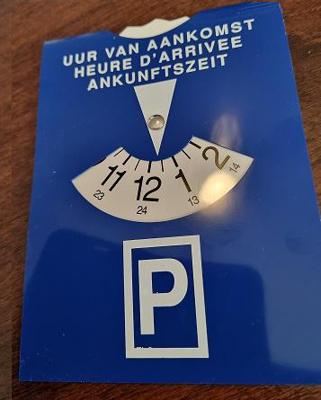 UUR VAN AANKOMST
HEURE D'ARRIVEE
ANKUNFTSZEIT
11 12 1 2
23 24 13 14
P